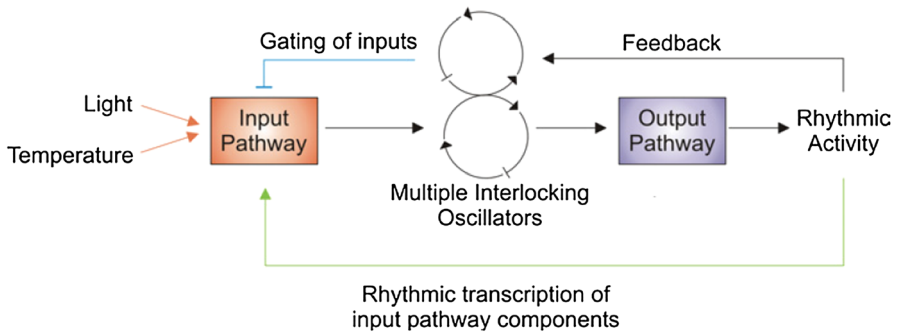 Gating of inputs
Feedback
Light
Temperature
Input
Pathway
Output
Pathway
Rhythmic
Activity
Multiple Interlocking
Oscillators
Rhythmic transcription of
input pathway components